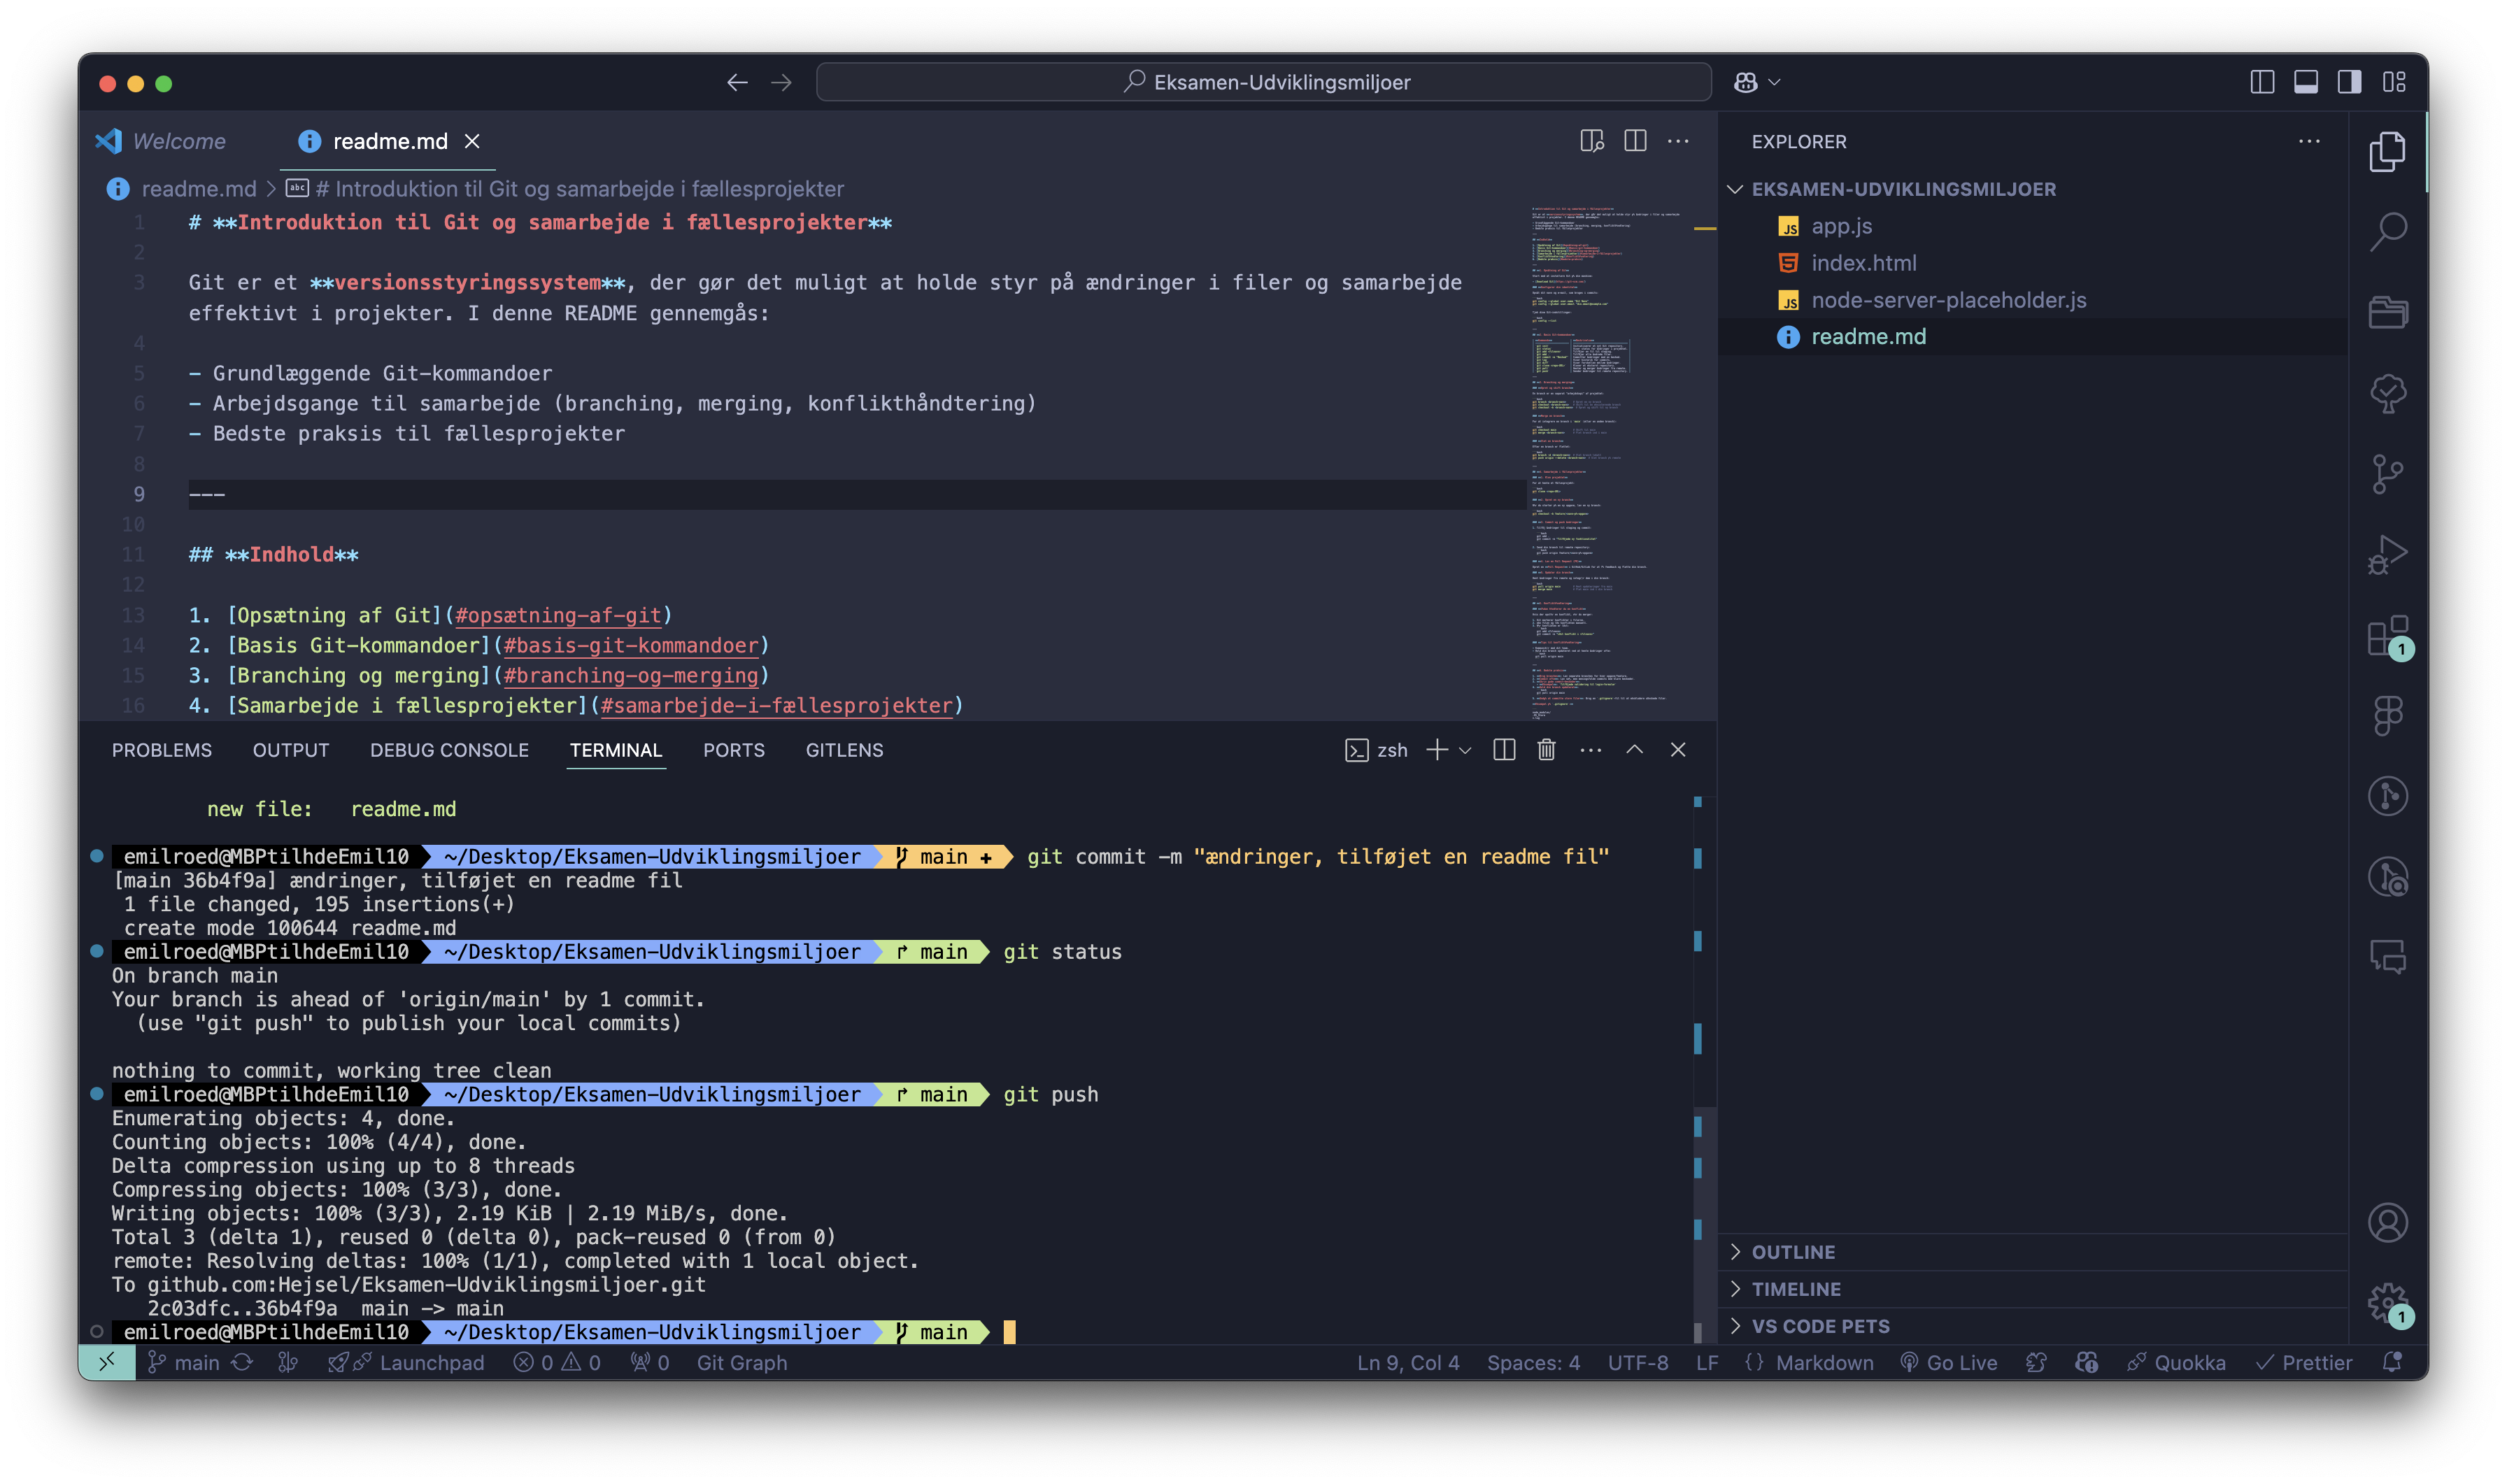 Eksamen-Udviklingsmiljoer
Welcome
readme.md
readme.md > # Introduktion til Git og samarbejde i fællesprojekter
1 # **Introduktion til Git og samarbejde i fællesprojekter**
2
3 Git er et **versionsstyringssystem**, der gør det muligt at holde styr på ændringer i filer og samarbejde
effektivt i projekter. I denne README gennemgås:
4
5 - Grundlæggende Git-kommandoer
6 - Arbejdsgange til samarbejde (branching, merging, konflikthåndtering)
7 - Bedste praksis til fællesprojekter
8
9 ---
10
11 ## **Indhold**
12
13 1. [Opsætning af Git](#opsætning-af-git)
14 2. [Basis Git-kommandoer](#basis-git-kommandoer)
15 3. [Branching og merging](#branching-og-merging)
16 4. [Samarbejde i fællesprojekter](#samarbejde-i-fællesprojekter)
PROBLEMS OUTPUT DEBUG CONSOLE TERMINAL PORTS GITLENS
zsh
new file: readme.md
emilroed@MBPtilhdeEmil10 ~/Desktop/Eksamen-Udviklingsmiljoer main + git commit -m "ændringer, tilføjet en readme fil"
[main 36b4f9a] ændringer, tilføjet en readme fil
1 file changed, 195 insertions(+)
create mode 100644 readme.md
emilroed@MBPtilhdeEmil10 ~/Desktop/Eksamen-Udviklingsmiljoer main git status
On branch main
Your branch is ahead of 'origin/main' by 1 commit.
(use "git push" to publish your local commits)
nothing to commit, working tree clean
emilroed@MBPtilhdeEmil10 ~/Desktop/Eksamen-Udviklingsmiljoer main git push
Enumerating objects: 4, done.
Counting objects: 100% (4/4), done.
Delta compression using up to 8 threads
Compressing objects: 100% (3/3), done.
Writing objects: 100% (3/3), 2.19 KiB | 2.19 MiB/s, done.
Total 3 (delta 1), reused 0 (delta 0), pack-reused 0 (from 0)
remote: Resolving deltas: 100% (1/1), completed with 1 local object.
To github.com:Hejsel/Eksamen-Udviklingsmiljoer.git
2c03dfc..36b4f9a main -> main
emilroed@MBPtilhdeEmil10 ~/Desktop/Eksamen-Udviklingsmiljoer main
EXPLORER
EKSAMEN-UDVIKLINGSMILJOER
app.js
index.html
node-server-placeholder.js
readme.md
OUTLINE
TIMELINE
VS CODE PETS
1
1
main Launchpad 0 0 0 Git Graph Ln 9, Col 4 Spaces: 4 UTF-8 LF {} Markdown Go Live Quokka Prettier